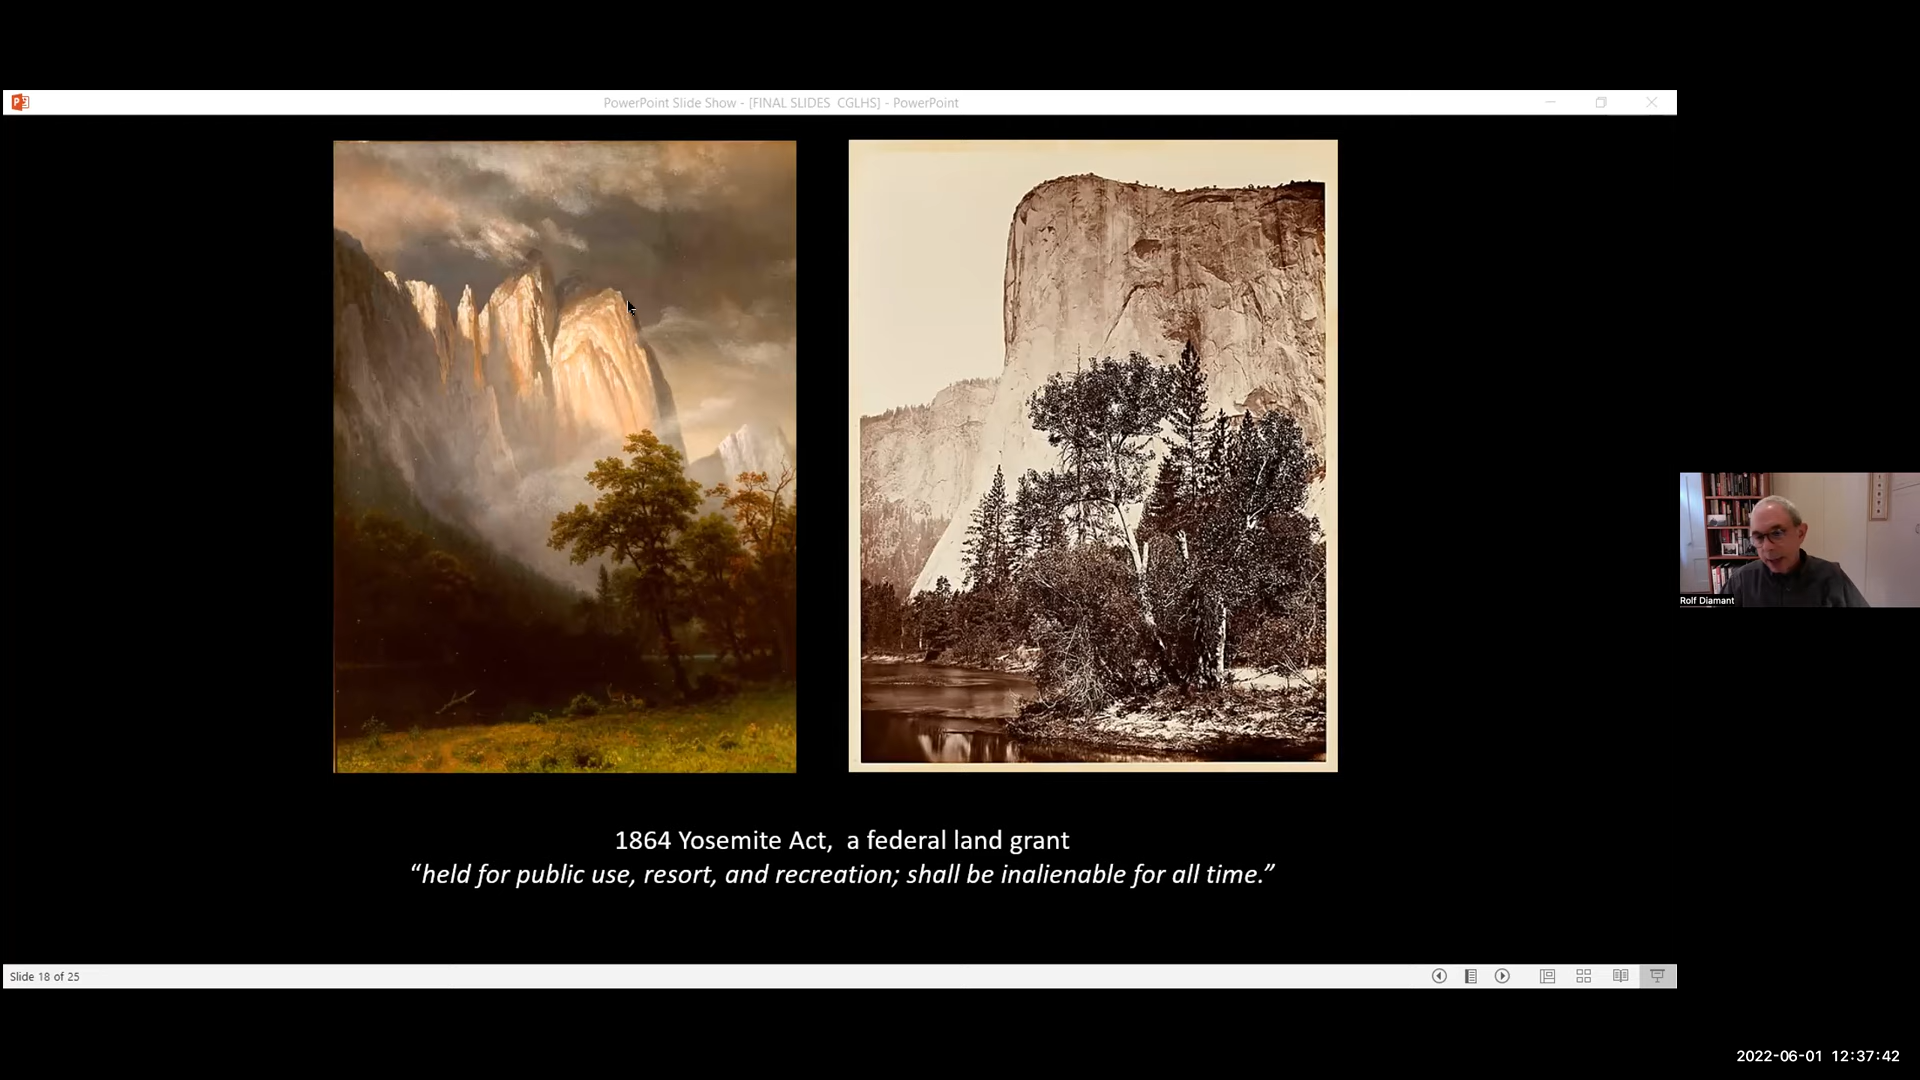 PowerPoint Slide Show - [FINAL SLIDES  CGLHS] - PowerPoint
1864 Yosemite Act,  a federal land grant
“held for public use, resort, and recreation; shall be inalienable for all time.”
Rolf Diamant
Slide 18 of 25
2022-06-01 12:37:42